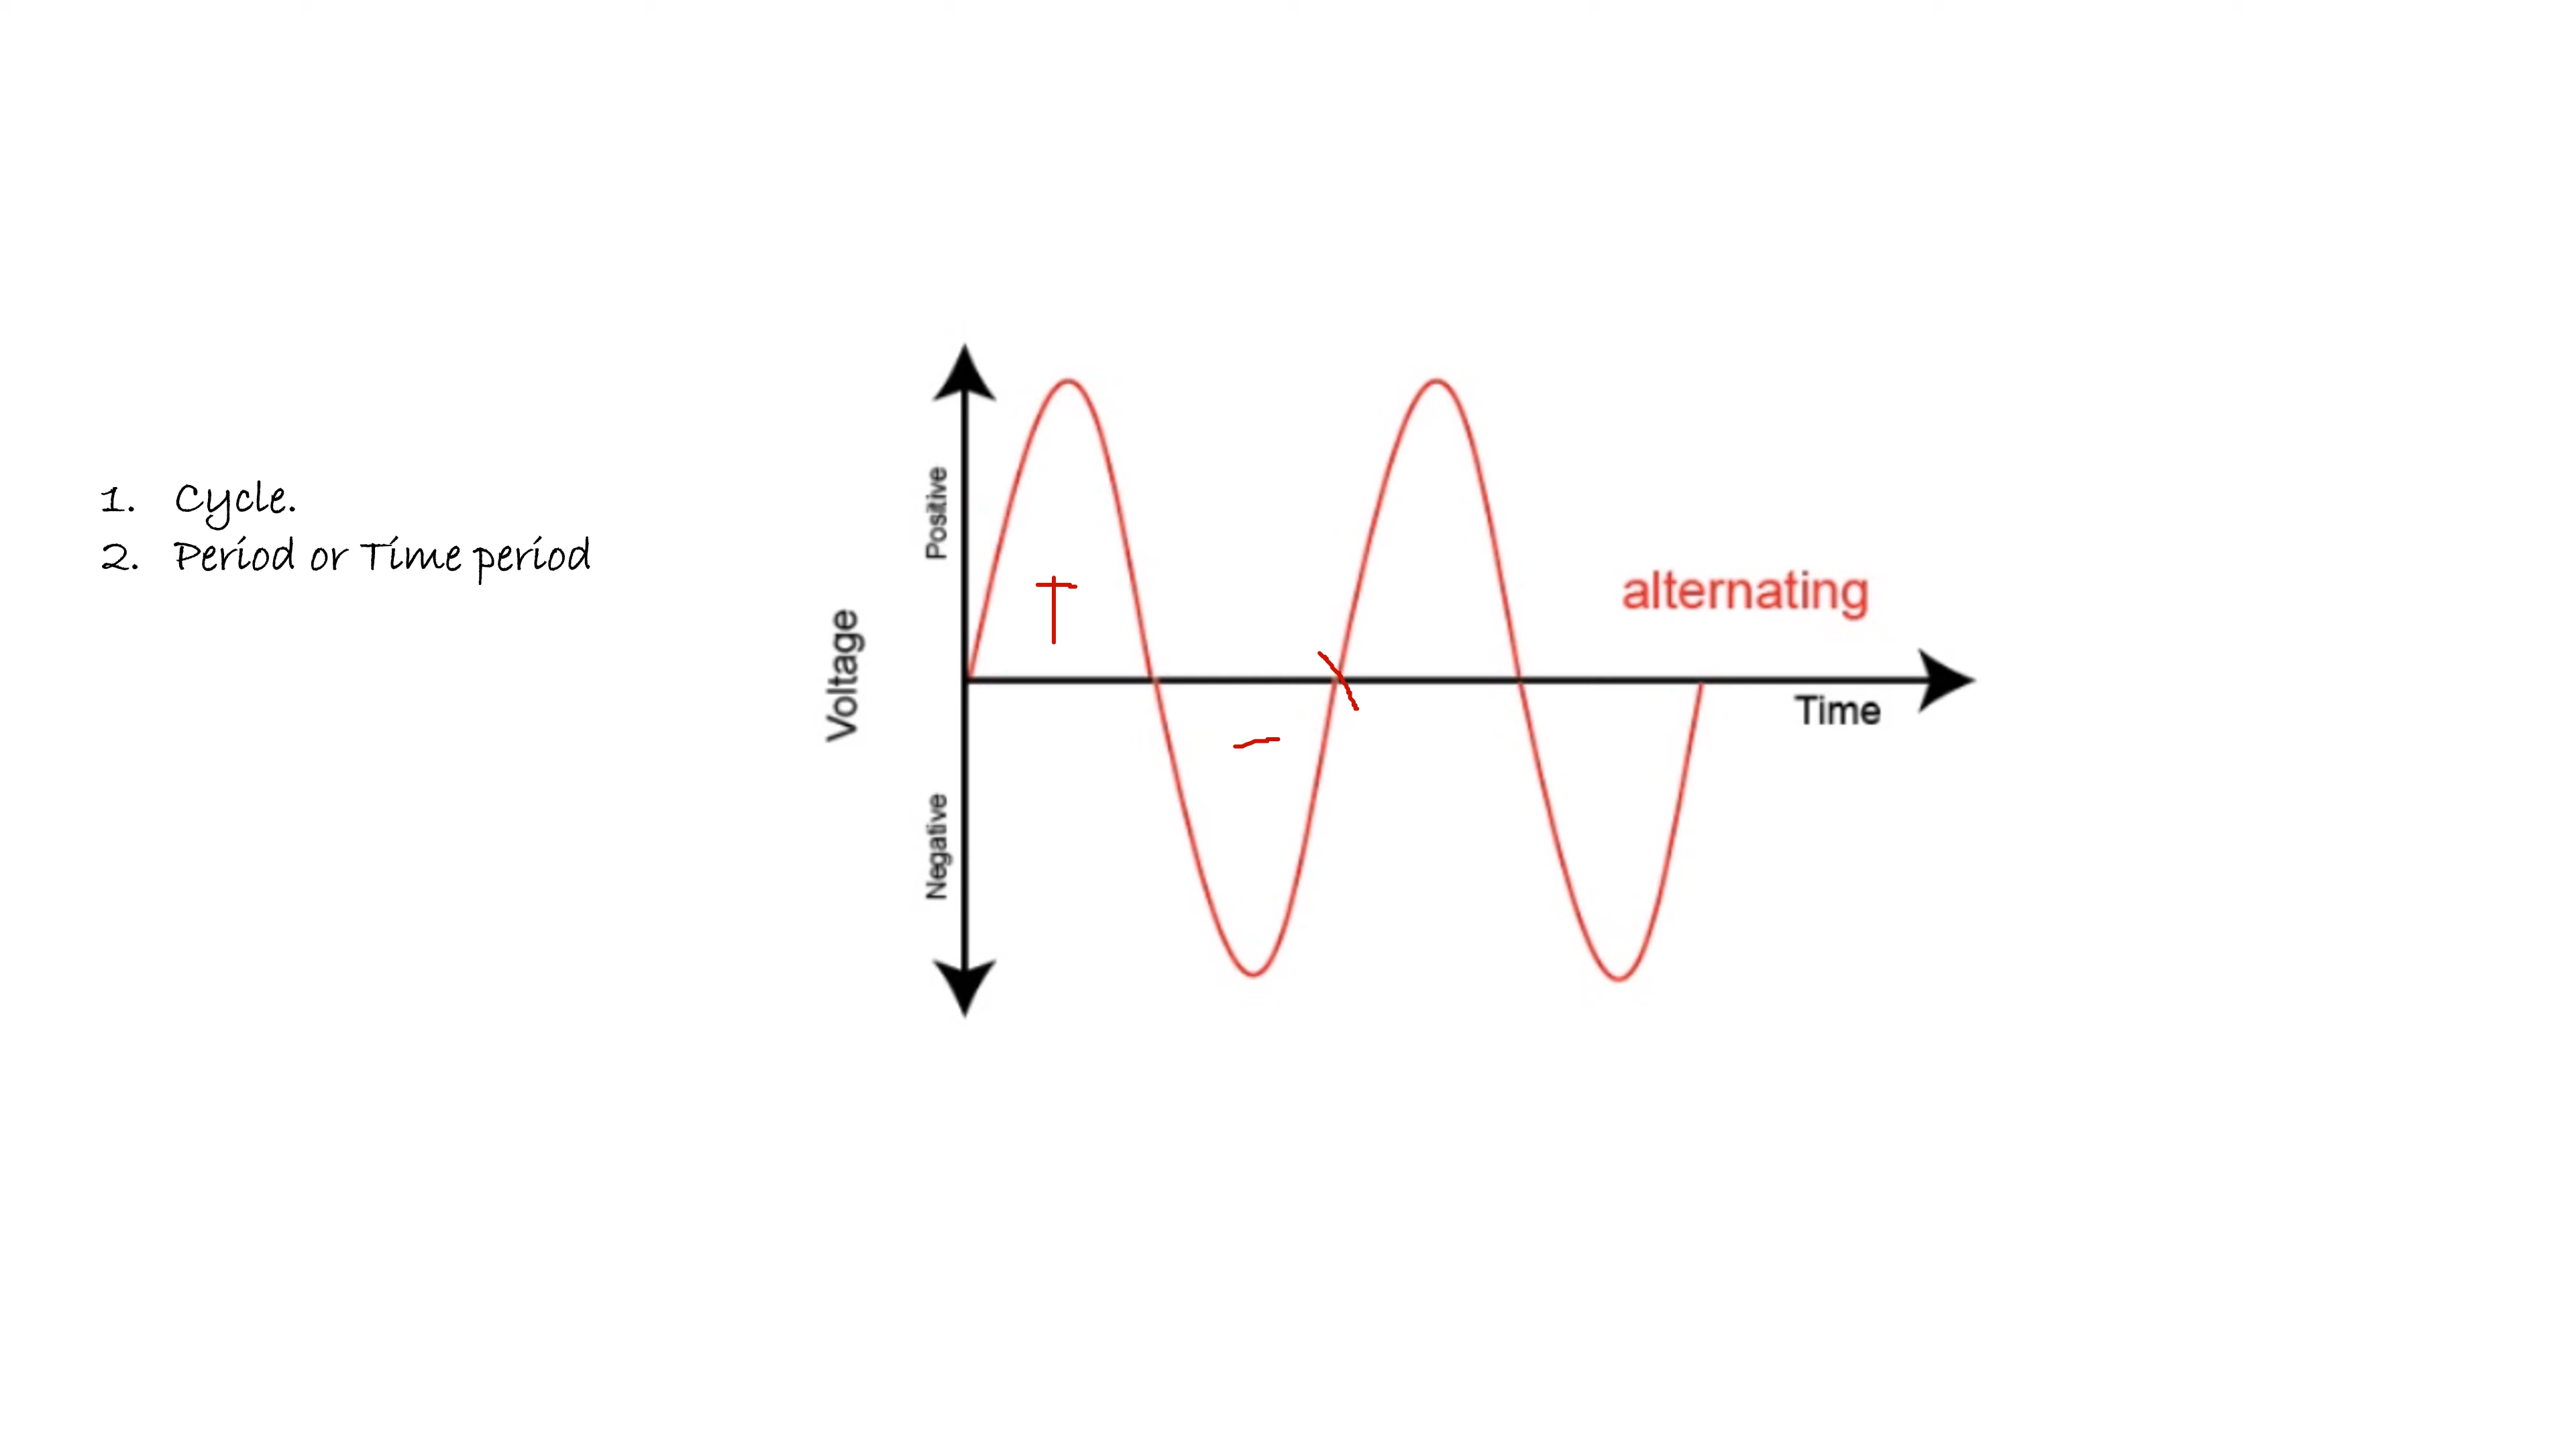 1. Cycle.
2. Period or Time period
Positive
Voltage
Negative
alternating
Time
+
-